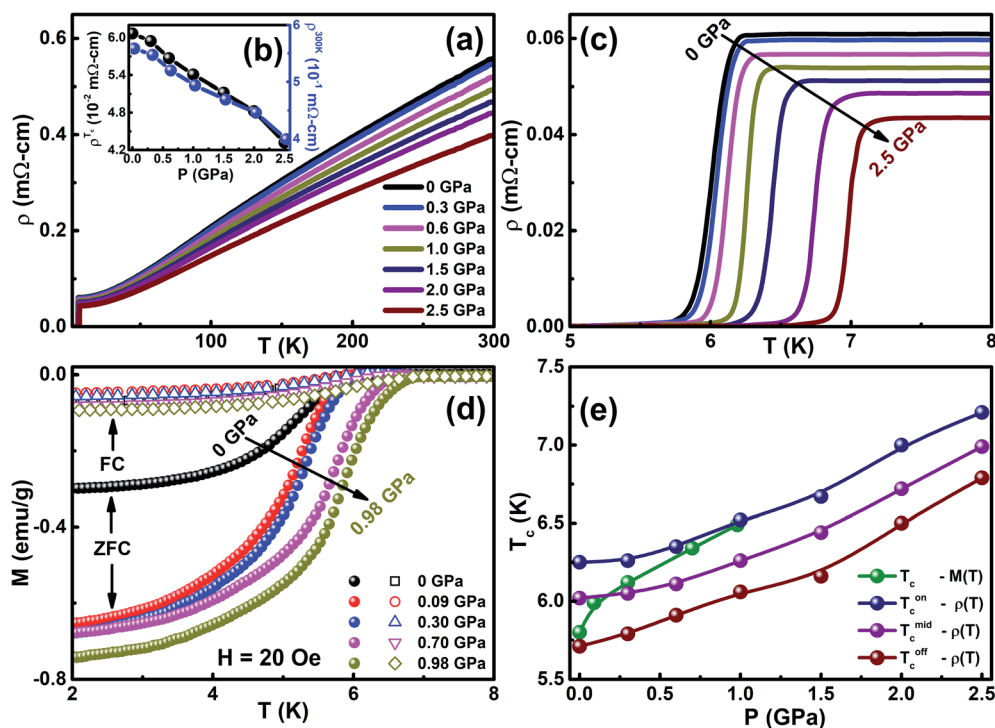 (a)
ρ (mΩ-cm)
0.6
0.4
0.2
0.0
100
200
300
T (K)
0 GPa
0.3 GPa
0.6 GPa
1.0 GPa
1.5 GPa
2.0 GPa
2.5 GPa
(b)
ρ^Tc (10^-2 mΩ-cm)
6.0
5.4
4.8
4.2
ρ^300K (10^-1 mΩ-cm)
6
5
4
0.0 0.5 1.0 1.5 2.0 2.5
P (GPa)
(c)
ρ (mΩ-cm)
0.06
0.04
0.02
0.00
5
6
7
8
T (K)
0 GPa
2.5 GPa
(d)
M (emu/g)
0.0
-0.4
-0.8
2
4
6
8
T (K)
FC
ZFC
0 GPa
0.98 GPa
H = 20 Oe
0 GPa
0.09 GPa
0.30 GPa
0.70 GPa
0.98 GPa
(e)
T_c (K)
7.5
7.0
6.5
6.0
5.5
0.0 0.5 1.0 1.5 2.0 2.5
P (GPa)
T_c - M(T)
T_c^on - ρ(T)
T_c^mid - ρ(T)
T_c^off - ρ(T)